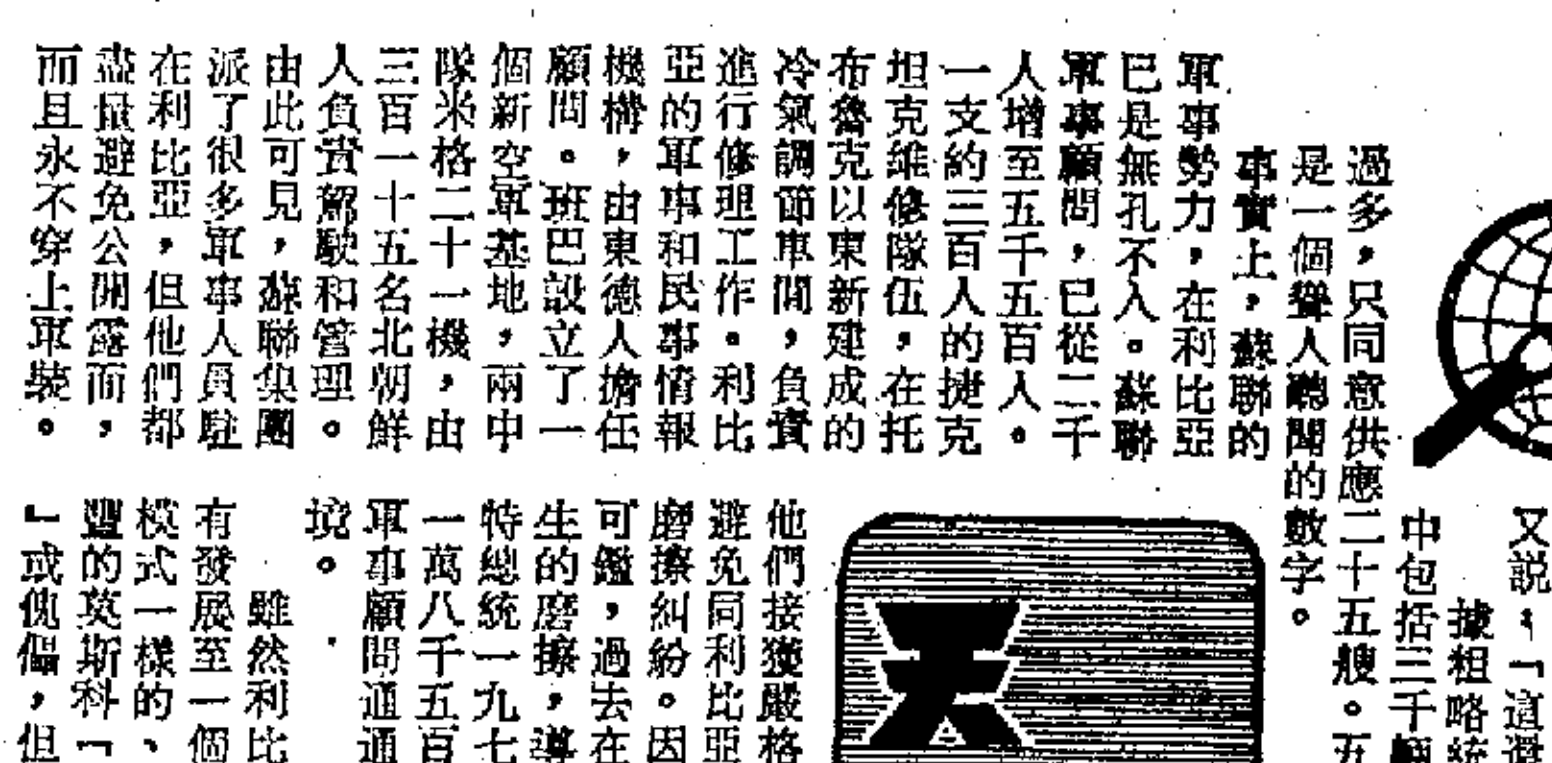 又說，「這還
據粗略統
中包括三千輛
過多，只同意供應二十五艘。五
是一個聳人聽聞的數字。
事實上，蘇聯的
軍事勢力，在利比亞
已是無孔不入。蘇聯
軍事顧問，已從二千
人增至五千五百人。
一支約三百人的捷克
坦克維修隊伍，在托
布魯克以東新建成的
冷氣調節車間，負責
進行修理工作。利比
亞的軍事和民事情報
機構，由東德人擔任
顧問。班巴設立了一
個新空軍基地，兩中
隊米格二十一機，由
三百一十五名北朝鮮
人負責駕駛和管理。
由此可見，蘇聯集團
派了很多軍事人員駐
在利比亞，但他們都
盡量避免公開露面，
而且永不穿上軍裝。
天
他們接獲嚴格
避免同利比亞
磨擦糾紛。因
可鑑，過去在
生的磨擦，導
特總統一九七
一萬八千五百
軍事顧問通通
境。
雖然利比
有發展至一個
模式一樣的、
豐的莫斯科「
」或傀儡，但